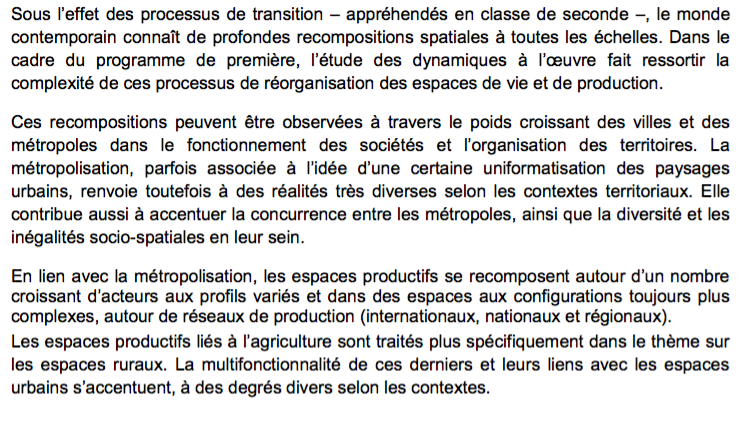 Sous l’effet des processus de transition – appréhendés en classe de seconde –, le monde
contemporain connaît de profondes recompositions spatiales à toutes les échelles. Dans le
cadre du programme de première, l’étude des dynamiques à l’œuvre fait ressortir la
complexité de ces processus de réorganisation des espaces de vie et de production.
Ces recompositions peuvent être observées à travers le poids croissant des villes et des
métropoles dans le fonctionnement des sociétés et l’organisation des territoires. La
métropolisation, parfois associée à l’idée d’une certaine uniformatisation des paysages
urbains, renvoie toutefois à des réalités très diverses selon les contextes territoriaux. Elle
contribue aussi à accentuer la concurrence entre les métropoles, ainsi que la diversité et les
inégalités socio-spatiales en leur sein.
En lien avec la métropolisation, les espaces productifs se recomposent autour d’un nombre
croissant d’acteurs aux profils variés et dans des espaces aux configurations toujours plus
complexes, autour de réseaux de production (internationaux, nationaux et régionaux).
Les espaces productifs liés à l’agriculture sont traités plus spécifiquement dans le thème sur
les espaces ruraux. La multifonctionnalité de ces derniers et leurs liens avec les espaces
urbains s’accentuent, à des degrés divers selon les contextes.